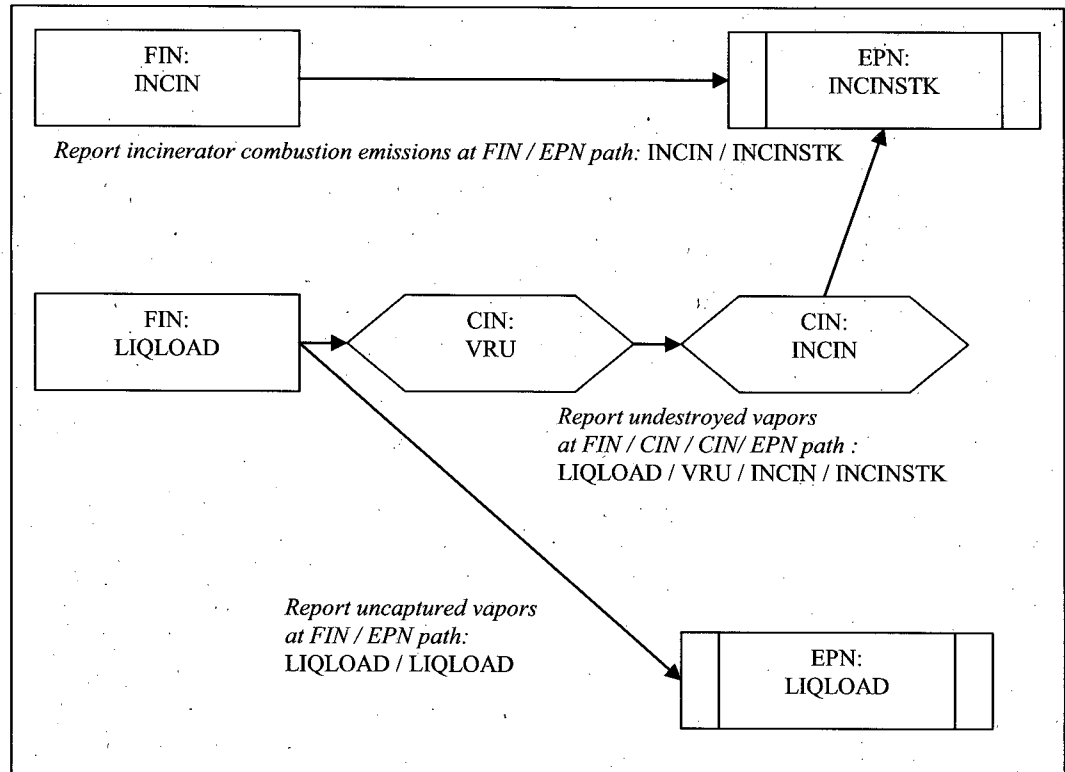 FIN:
INCIN
EPN:
INCINSTK
Report incinerator combustion emissions at FIN / EPN path: INCIN / INCINSTK
FIN:
LIQLOAD
CIN:
VRU
CIN:
INCIN
Report undestroyed vapors
at FIN / CIN / CIN/ EPN path :
LIQLOAD / VRU / INCIN / INCINSTK
Report uncaptured vapors
at FIN / EPN path:
LIQLOAD / LIQLOAD
EPN:
LIQLOAD